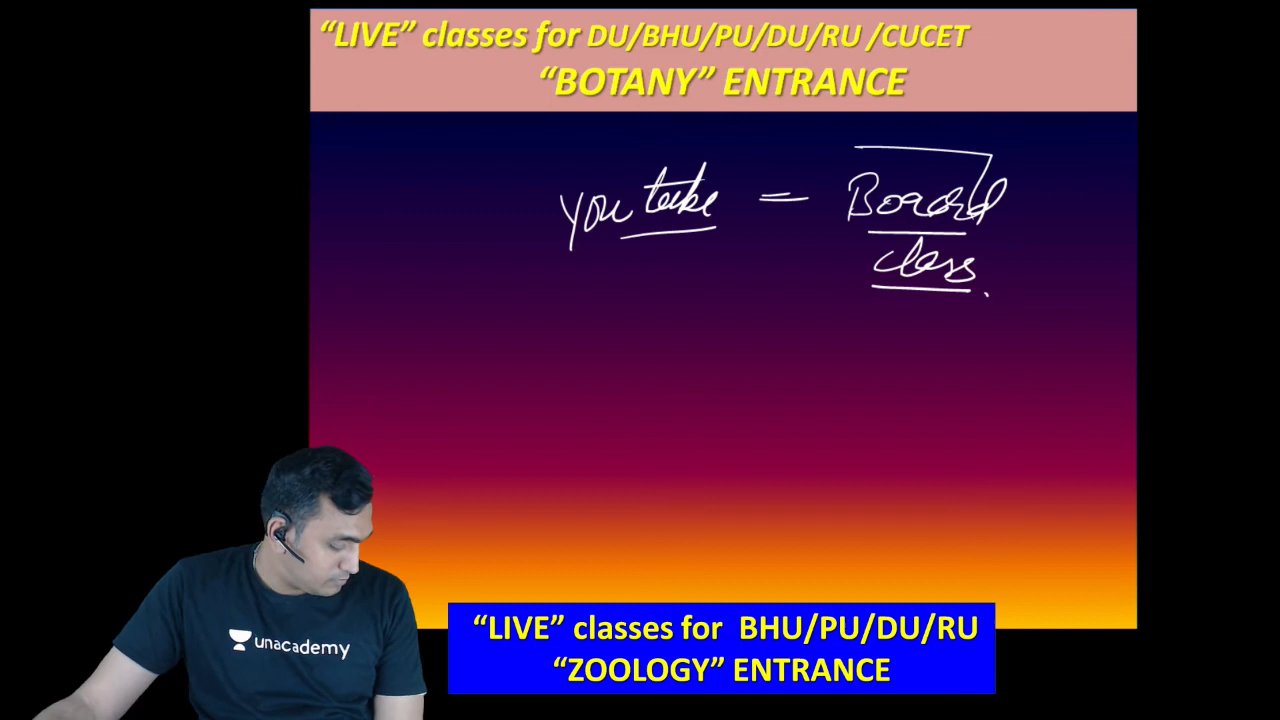 “LIVE” classes for DU/BHU/PU/DU/RU /CUCET
“BOTANY” ENTRANCE
you tube = Board
class.
unacademy
“LIVE” classes for BHU/PU/DU/RU
“ZOOLOGY” ENTRANCE